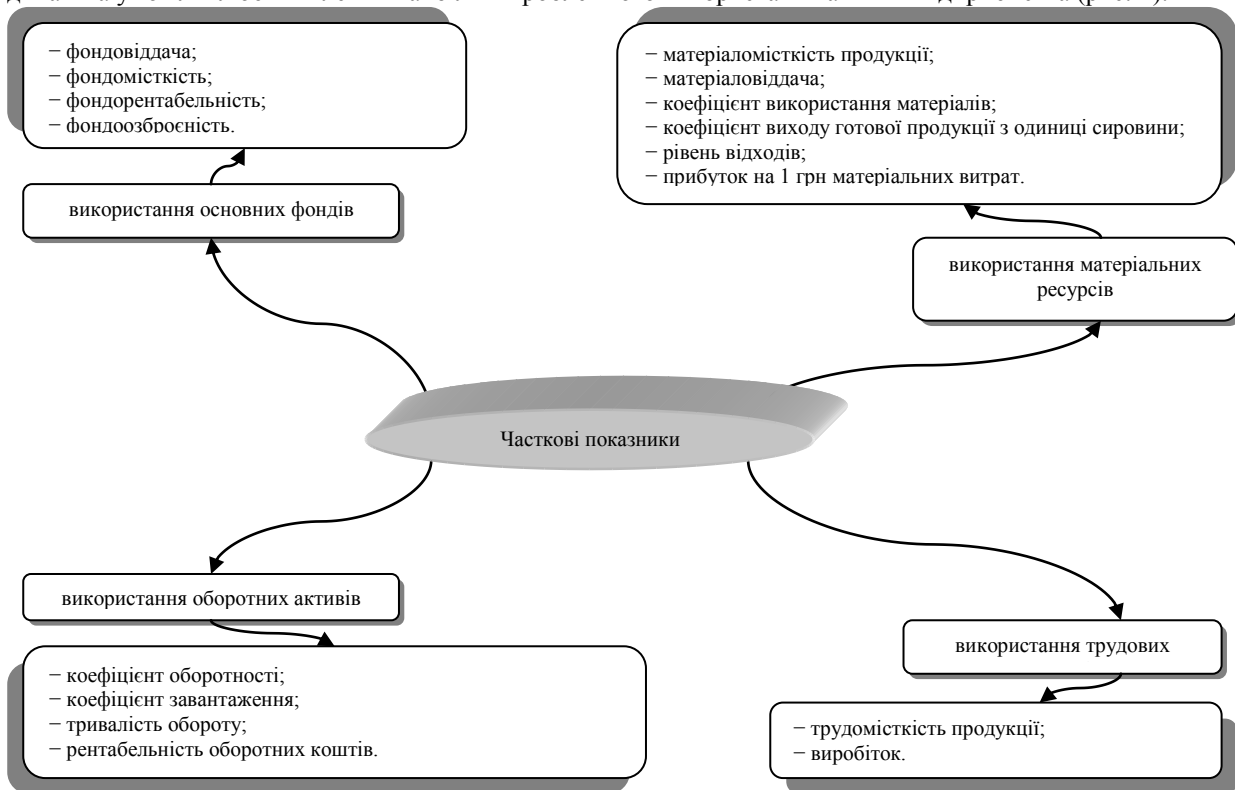 − фондовіддача;
− фондомісткість;
− фондорентабельність;
− фондоозброєність.
− матеріаломісткість продукції;
− матеріаловіддача;
− коефіцієнт використання матеріалів;
− коефіцієнт виходу готової продукції з одиниці сировини;
− рівень відходів;
− прибуток на 1 грн матеріальних витрат.
використання основних фондів
використання матеріальних
ресурсів
Часткові показники
використання оборотних активів
використання трудових
− коефіцієнт оборотності;
− коефіцієнт завантаження;
− тривалість обороту;
− рентабельність оборотних коштів.
− трудомісткість продукції;
− виробіток.